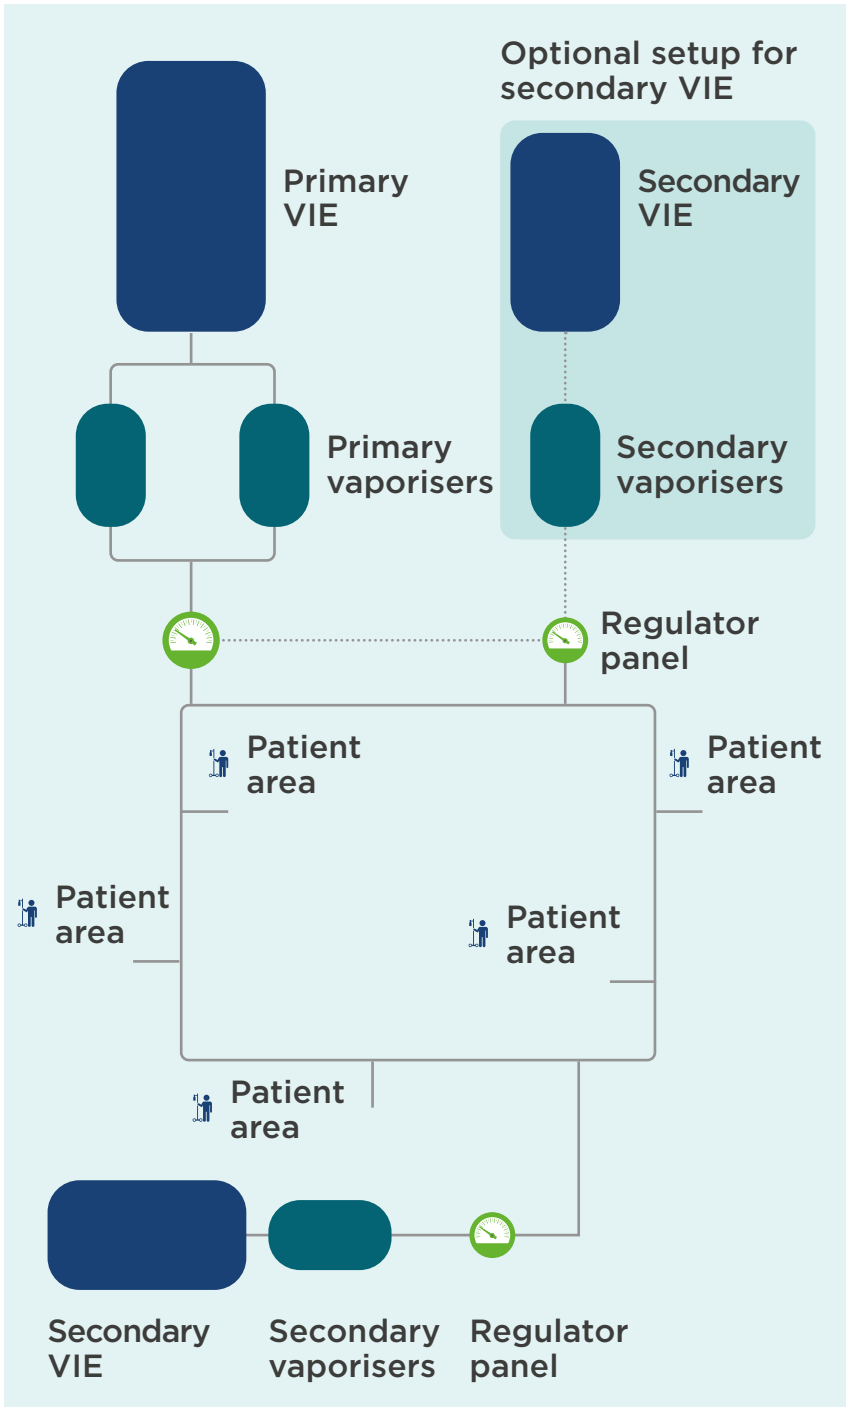 Optional setup for
secondary VIE
Primary
VIE
Secondary
VIE
Primary
vaporisers
Secondary
vaporisers
Regulator
panel
Patient
area
Patient
area
Patient
area
Patient
area
Patient
area
Secondary
VIE
Secondary
vaporisers
Regulator
panel